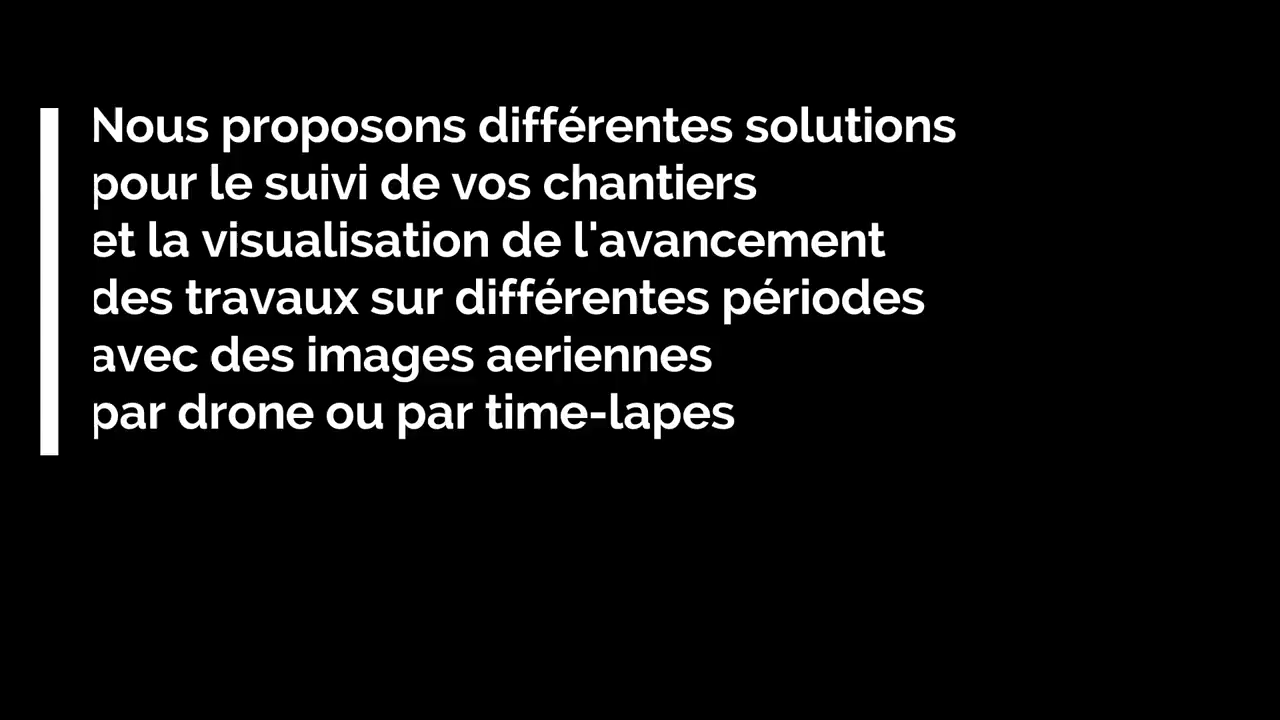 Nous proposons différentes solutions
pour le suivi de vos chantiers
et la visualisation de l'avancement
des travaux sur différentes périodes
avec des images aeriennes
par drone ou par time-lapes